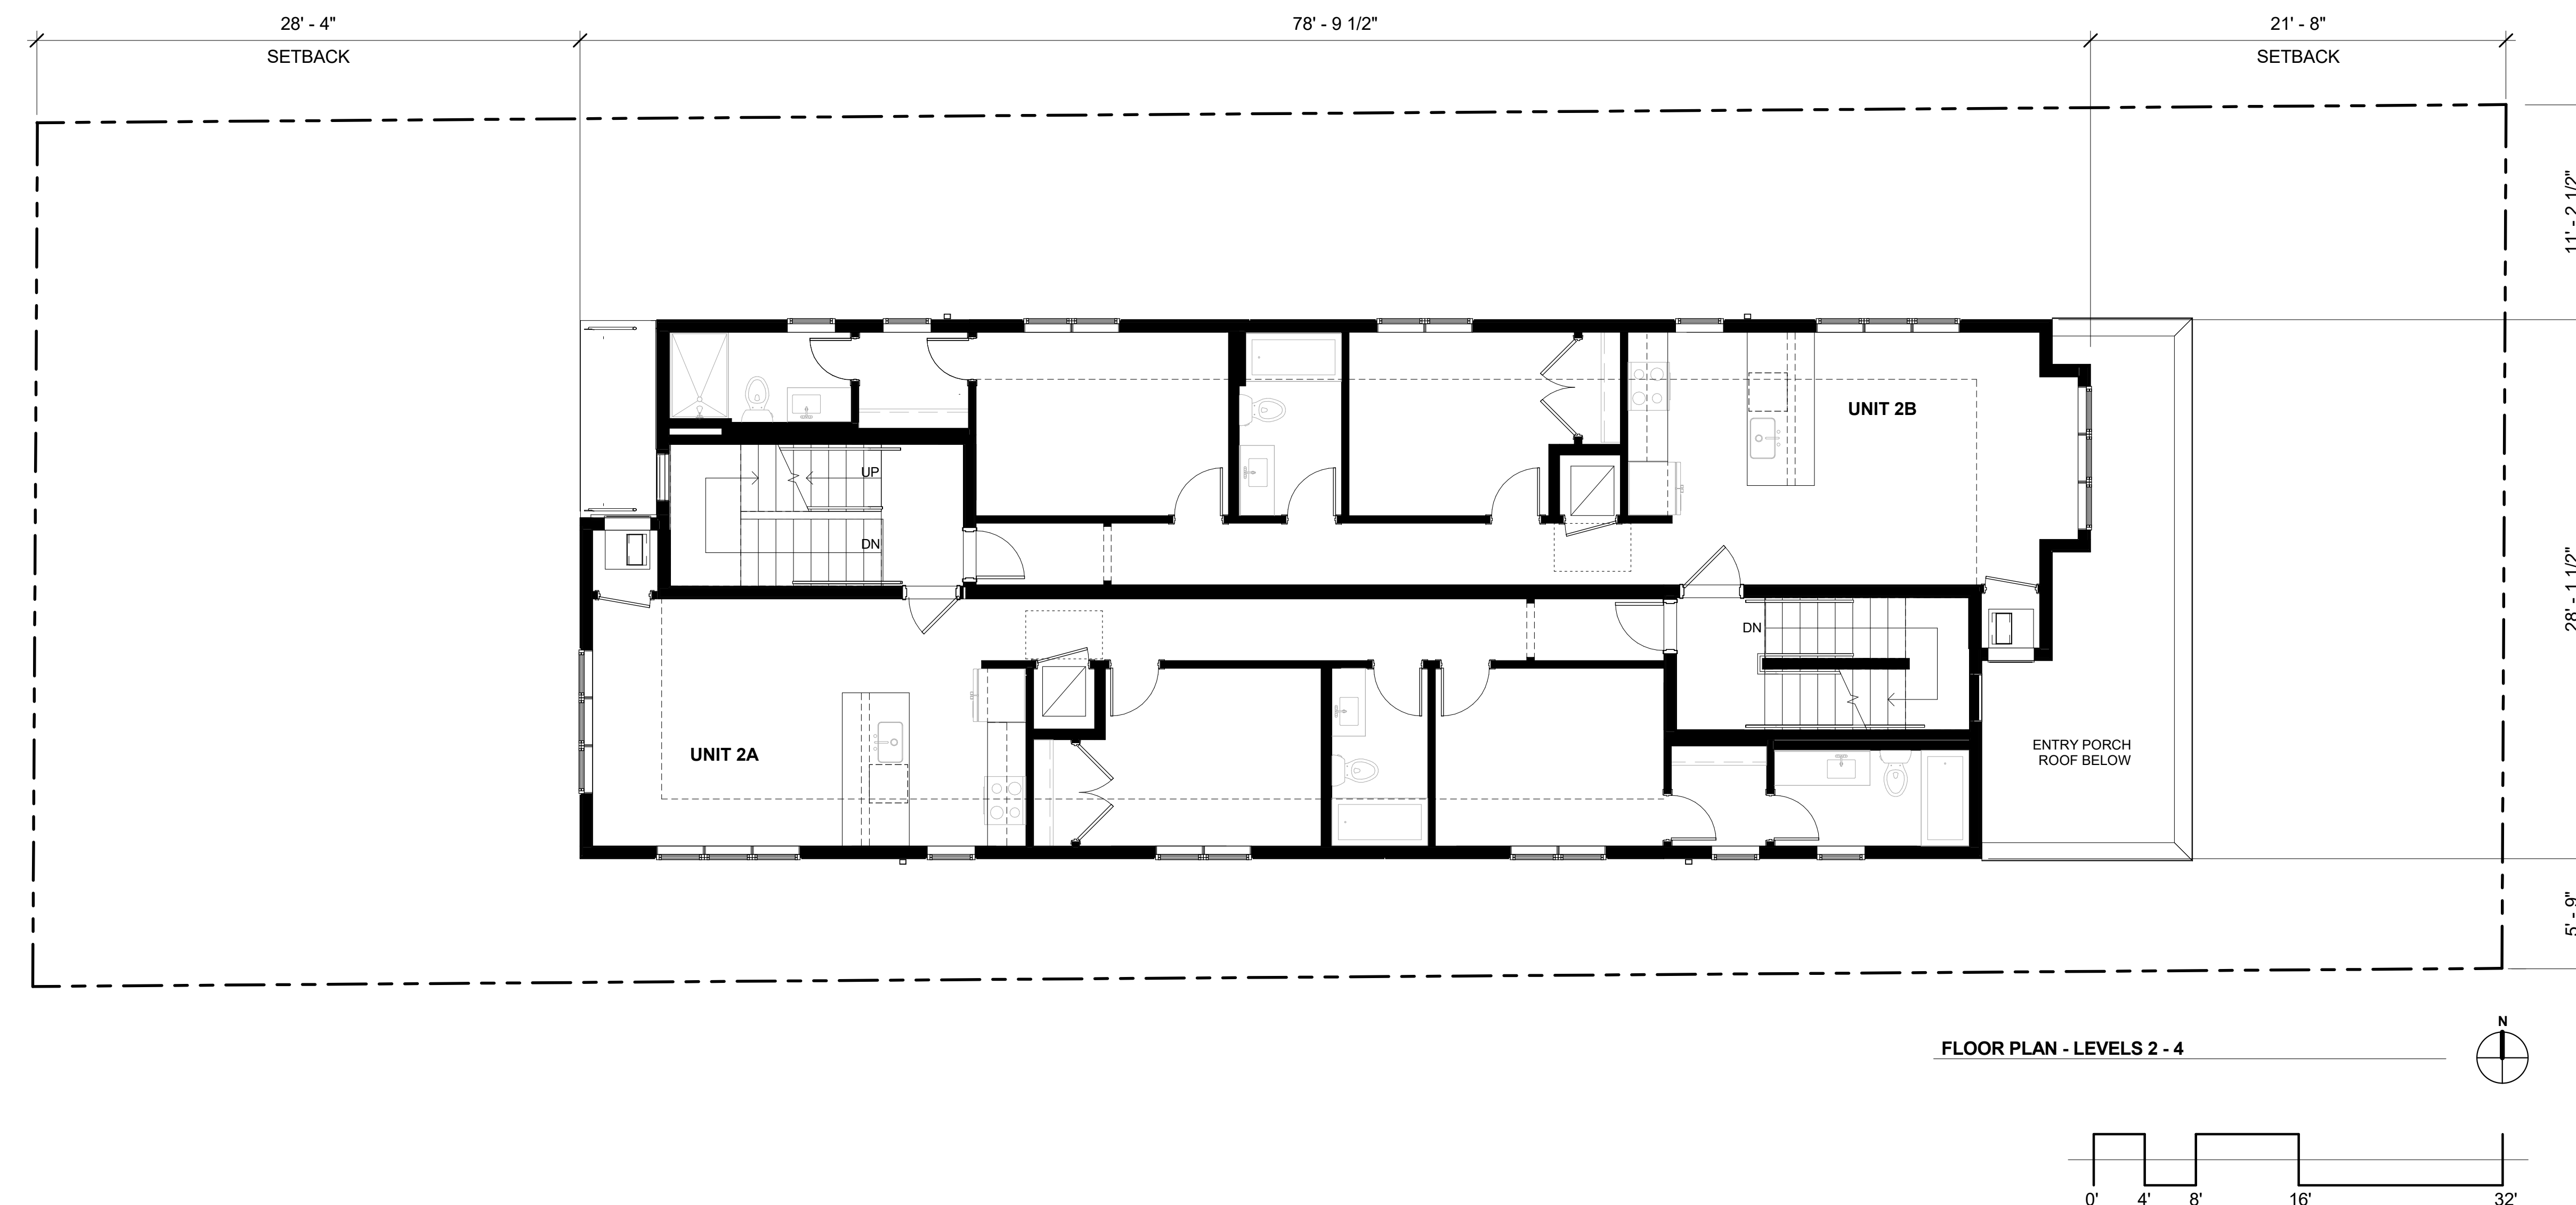 28' - 4"
78' - 9 1/2"
21' - 8"
SETBACK
SETBACK
11' - 2 1/2"
UNIT 2B
UP
DN
28' - 1 1/2"
DN
UNIT 2A
ENTRY PORCH
ROOF BELOW
5' - 9"
N
FLOOR PLAN - LEVELS 2 - 4
0' 4' 8' 16' 32'